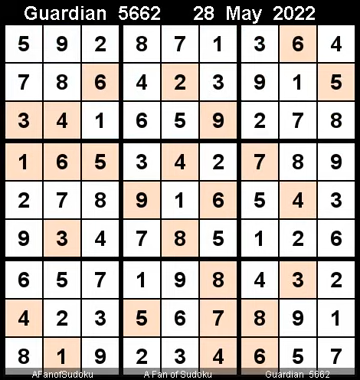 Guardian 5662 28 May 2022
5 9 2 8 7 1 3 6 4
7 8 6 4 2 3 9 1 5
3 4 1 6 5 9 2 7 8
1 6 5 3 4 2 7 8 9
2 7 8 9 1 6 5 4 3
9 3 4 7 8 5 1 2 6
6 5 7 1 9 8 4 3 2
4 2 3 5 6 7 8 9 1
8 1 9 2 3 4 6 5 7
AFanofSudoku A Fan of Sudoku Guardian 5662